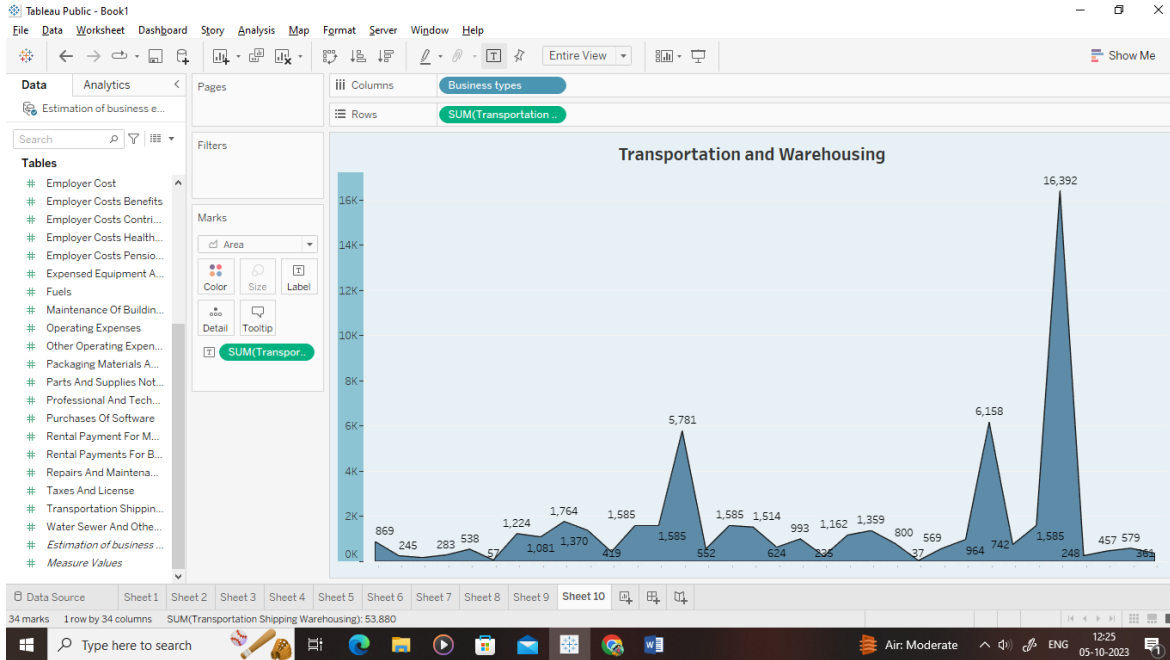 Tableau Public - Book1
File Data Worksheet Dashboard Story Analysis Map Format Server Window Help
Entire View
Show Me
Data Analytics
Pages
Columns Business types
Estimation of business e...
Rows SUM(Transportation ..
Search
Tables
Filters
Employer Cost
Employer Costs Benefits
Employer Costs Contri...
Employer Costs Health...
Employer Costs Pensio...
Expensed Equipment A...
Fuels
Maintenance Of Buildin...
Operating Expenses
Other Operating Expen...
Packaging Materials A...
Parts And Supplies Not...
Professional And Tech...
Purchases Of Software
Rental Payment For M...
Rental Payments For B...
Repairs And Maintena...
Taxes And License
Transportation Shippin...
Water Sewer And Othe...
Estimation of business ...
Measure Values
Marks
Area
Color Size Label
Detail Tooltip
SUM(Transpor..
Transportation and Warehousing
16K
14K
12K
10K
8K
6K
4K
2K
0K
869
245
283
538
57
1,224
1,081
1,764
1,370
419
1,585
1,585
5,781
552
1,585
1,514
624
993
235
1,162
1,359
800
37
569
964
6,158
742
1,585
16,392
248
457
579
361
Data Source Sheet 1 Sheet 2 Sheet 3 Sheet 4 Sheet 5 Sheet 6 Sheet 7 Sheet 8 Sheet 9 Sheet 10
34 marks 1 row by 34 columns SUM(Transportation Shipping Warehousing): 53,880
Type here to search
Air: Moderate
ENG
12:25
05-10-2023
1